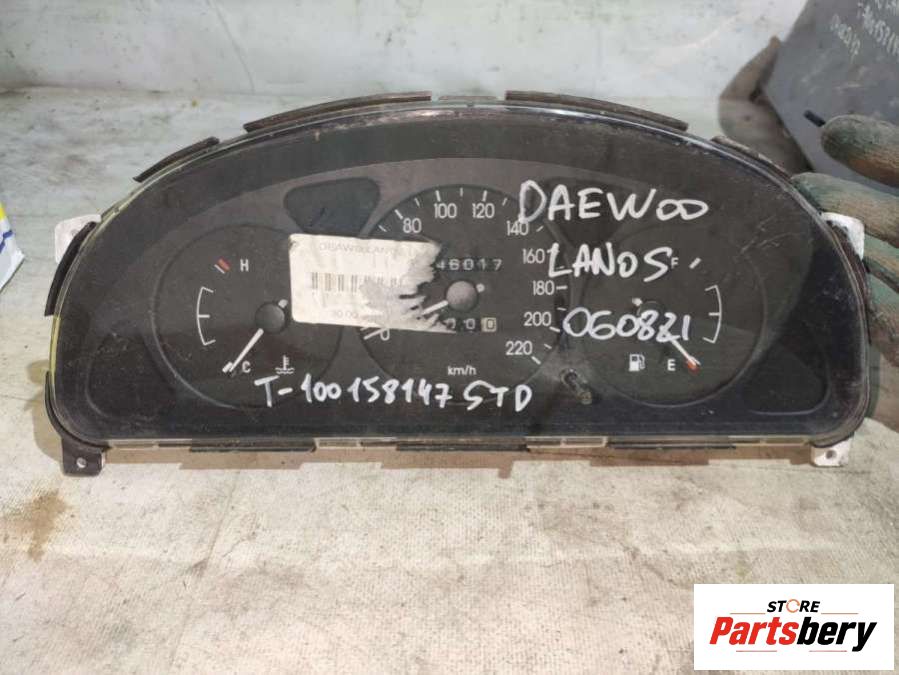 80 100 120 140 160 180 200 220
H
C
F
E
46017
km/h
DAEWOO
LANOS
060821
T-100158147 STD
STORE
Partsbery